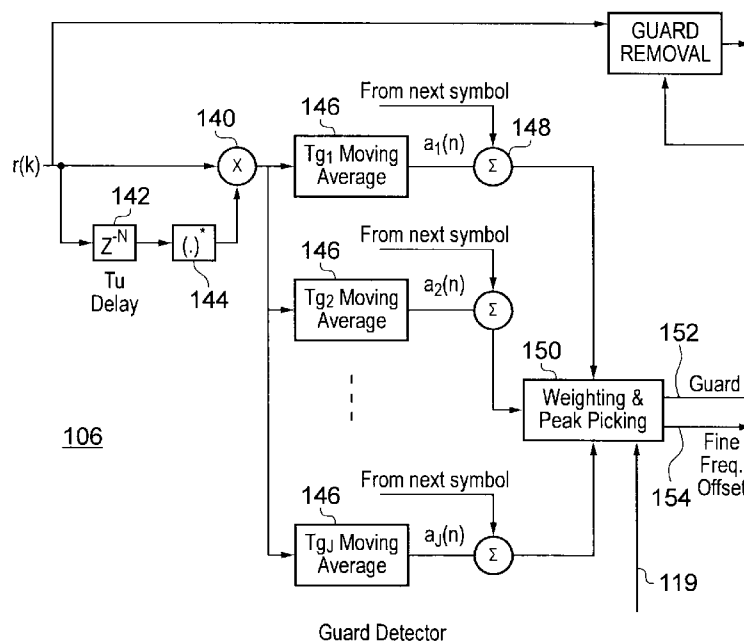 GUARD
REMOVAL
From next symbol
146
140
a1(n)
148
Tg1 Moving
Average
Σ
r(k)
X
142
Z-N
(.)*
144
Tu
Delay
From next symbol
146
a2(n)
Tg2 Moving
Average
Σ
150
152
Weighting &
Peak Picking
Guard
106
Fine
Freq.
Offset
154
From next symbol
146
aJ(n)
TgJ Moving
Average
Σ
119
Guard Detector